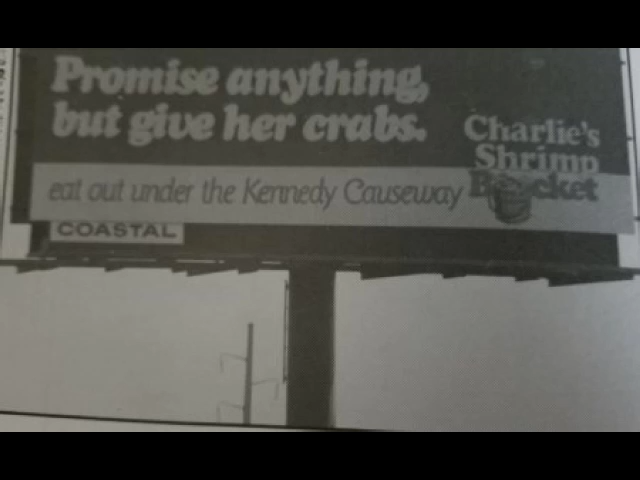 Promise anything,
but give her crabs.
Charlie's
Shrimp
eat out under the Kennedy Causeway
COASTAL